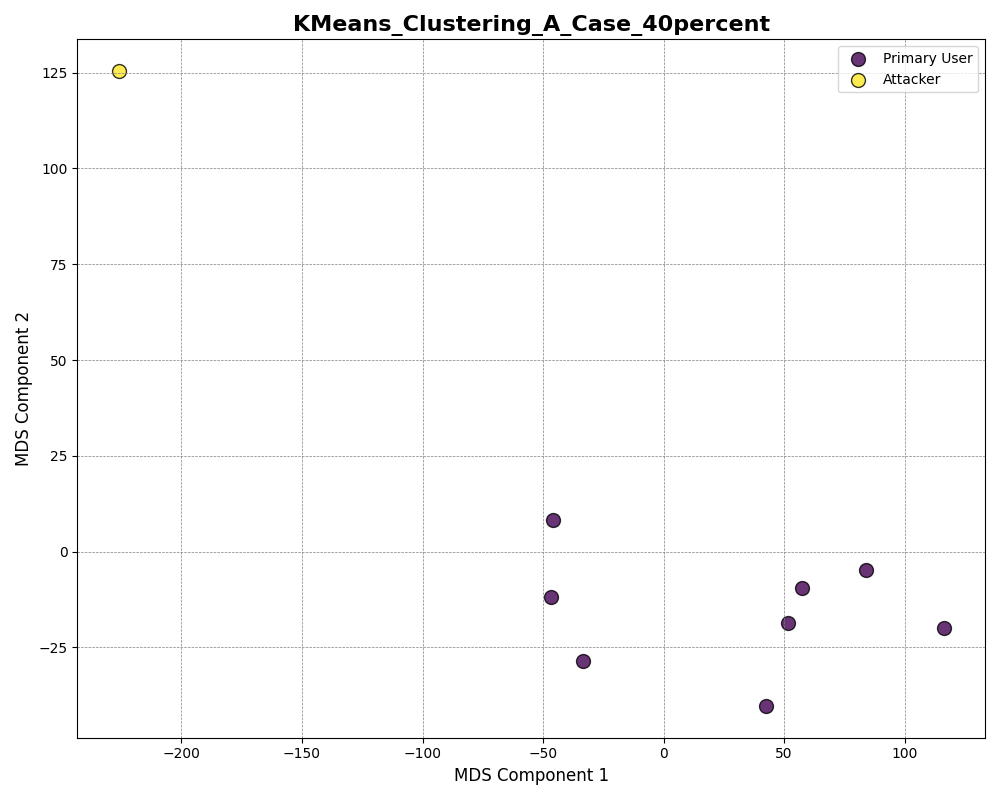 KMeans_Clustering_A_Case_40percent
Primary User
Attacker
125
100
75
50
25
0
−25
MDS Component 2
−200
−150
−100
−50
0
50
100
MDS Component 1